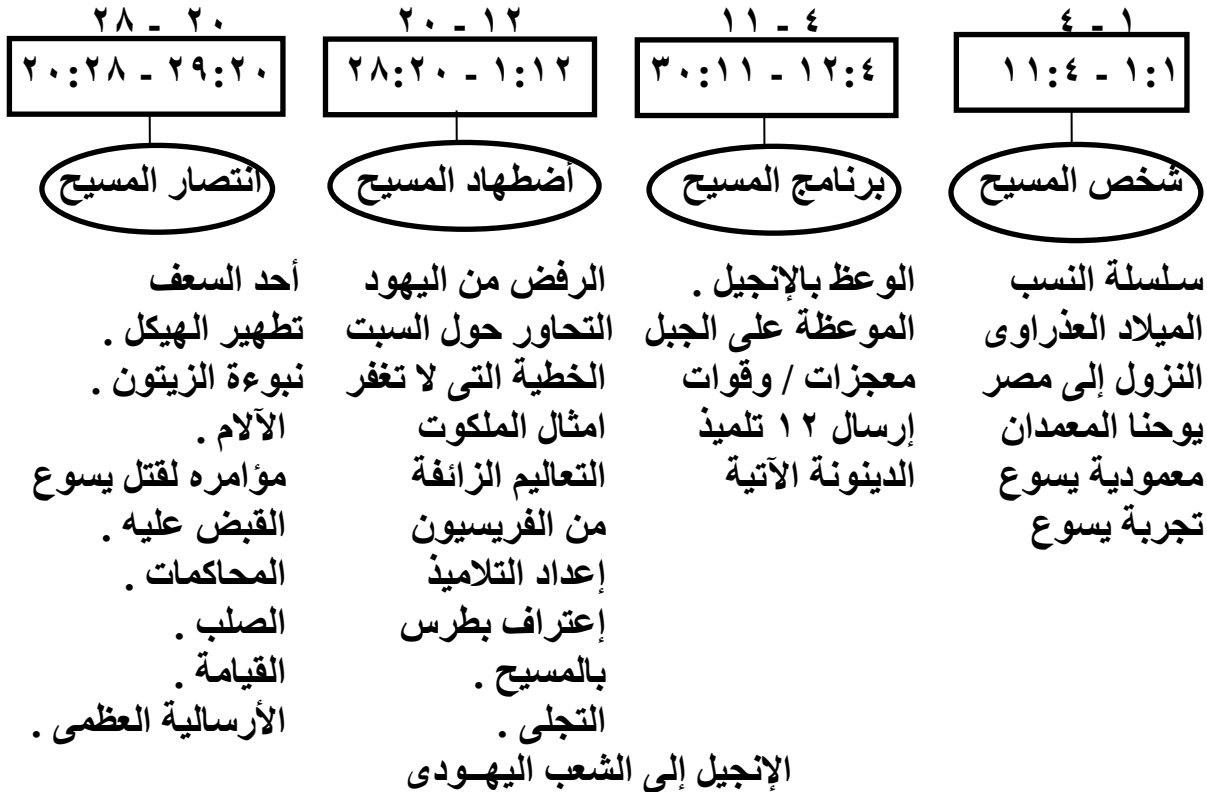 ١ - ٤
١:١ - ١١:٤
شخص المسيح
سلسلة النسب
الميلاد العذراوى
النزول إلى مصر
يوحنا المعمدان
معمودية يسوع
تجربة يسوع
٤ - ١١
١٢:٤ - ٣٠:١١
برنامج المسيح
الوعظ بالإنجيل .
الموعظة على الجبل
معجزات / وقوات
إرسال ١٢ تلميذ
الدينونة الآتية
١٢ - ٢٠
١:١٢ - ٢٨:٢٠
أضطهاد المسيح
الرفض من اليهود
التحاور حول السبت
الخطية التى لا تغفر
امثال الملكوت
التعاليم الزائفة
من الفريسيون
إعداد التلاميذ
إعتراف بطرس
بالمسيح .
التجلى .
٢٠ - ٢٨
٢٩:٢٠ - ٢٠:٢٨
انتصار المسيح
أحد السعف
تطهير الهيكل .
نبوءة الزيتون .
الآلام .
مؤامره لقتل يسوع
القبض عليه .
المحاكمات .
الصلب .
القيامة .
الأرسالية العظمى .
الإنجيل إلى الشعب اليهــودى